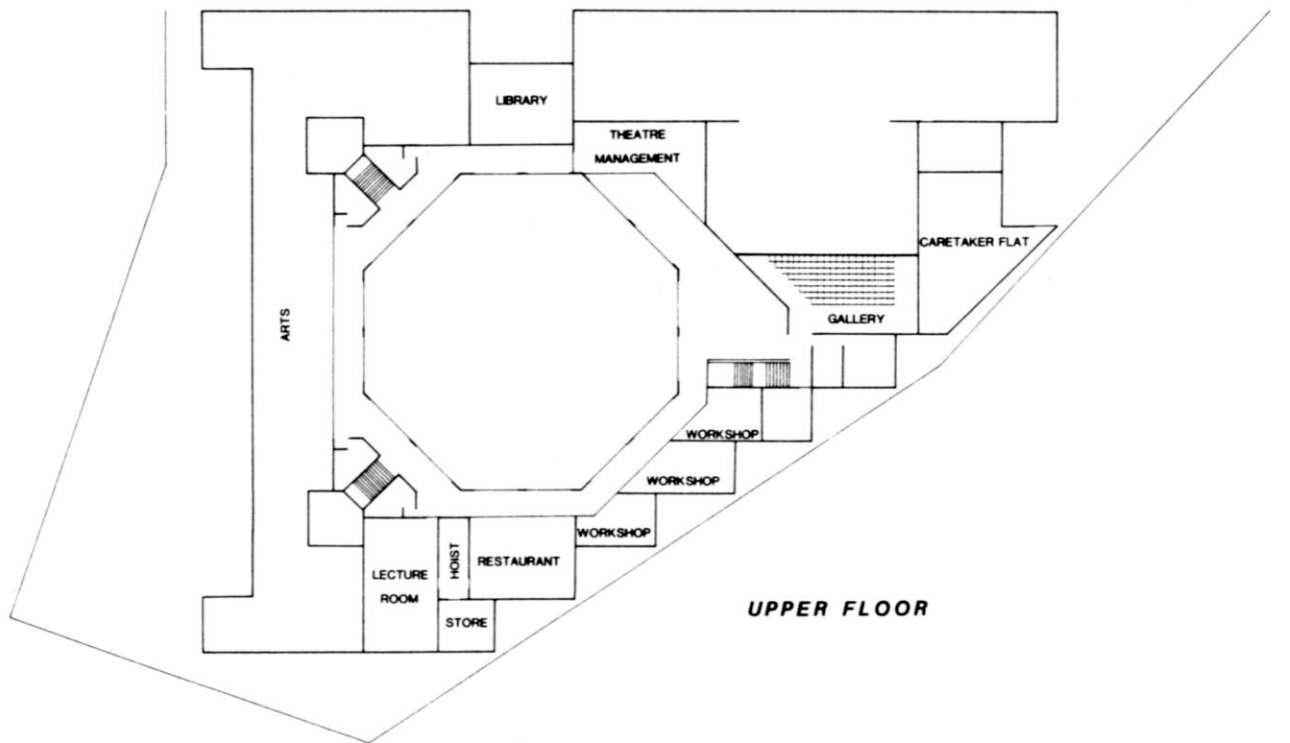 LIBRARY
THEATRE
MANAGEMENT
CARETAKER FLAT
ARTS
GALLERY
WORKSHOP
WORKSHOP
WORKSHOP
HOIST
RESTAURANT
LECTURE
ROOM
STORE
UPPER FLOOR